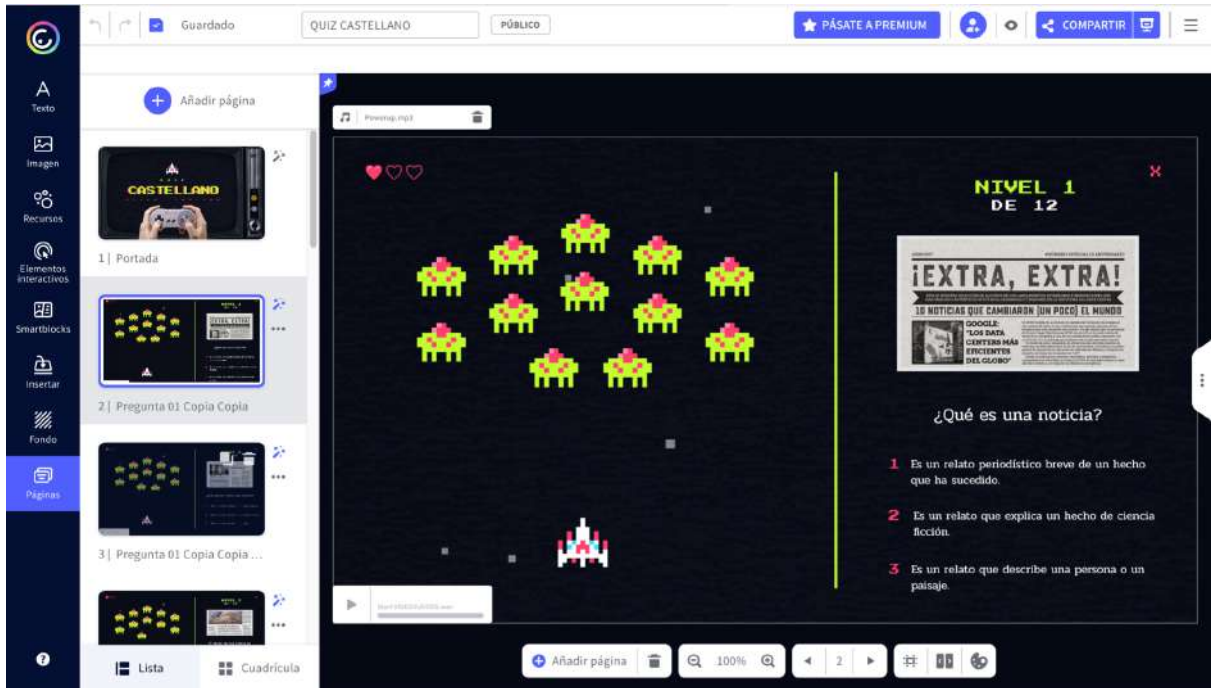 Guardado
QUIZ CASTELLANO
PÚBLICO
PÁSATE A PREMIUM
COMPARTIR
Texto
Imagen
Recursos
Elementos
interactivos
Smartblocks
Insertar
Fondo
Páginas
Añadir página
CASTELLANO
1| Portada
2| Pregunta 01 Copia Copia
3| Pregunta 01 Copia Copia ...
Lista
Cuadrícula
Powerup.mp3
NIVEL 1
DE 12
¡EXTRA, EXTRA!
10 NOTICIAS QUE CAMBIARON (UN POCO) EL MUNDO
GOOGLE:
"LOS DATA
CENTERS MÁS
EFICIENTES
DEL GLOBO"
¿Qué es una noticia?
1 Es un relato periodístico breve de un hecho
que ha sucedido.
2 Es un relato que explica un hecho de ciencia
ficción.
3 Es un relato que describe una persona o un
paisaje.
Añadir página
100%
2